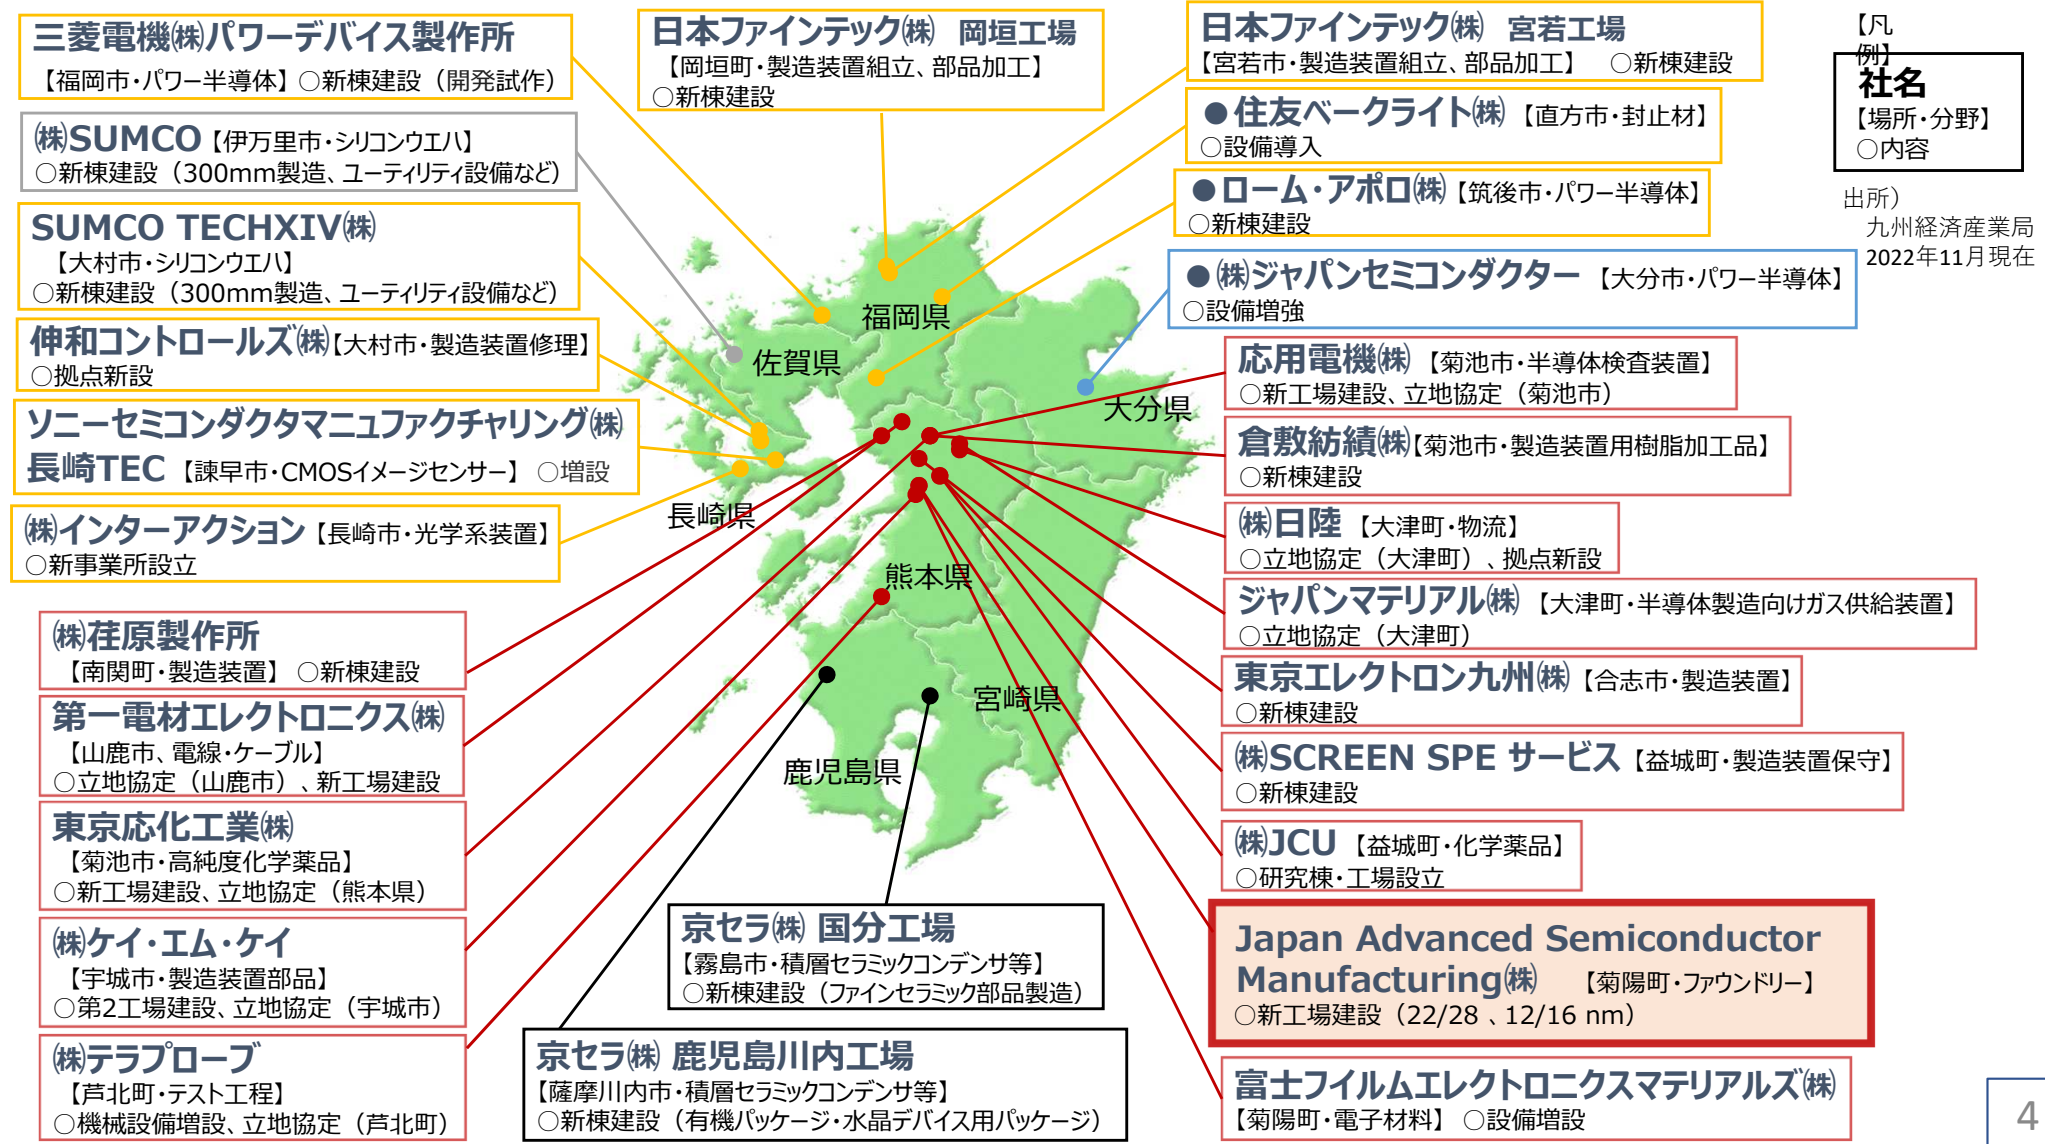 三菱電機㈱パワーデバイス製作所
【福岡市・パワー半導体】○新棟建設（開発試作）
㈱SUMCO【伊万里市・シリコンウエハ】
○新棟建設（300mm製造、ユーティリティ設備など）
SUMCO TECHXIV㈱
【大村市・シリコンウエハ】
○新棟建設（300mm製造、ユーティリティ設備など）
伸和コントロールズ㈱【大村市・製造装置修理】
○拠点新設
ソニーセミコンダクタマニュファクチャリング㈱
長崎TEC【諫早市・CMOSイメージセンサー】○増設
㈱インターアクション【長崎市・光学系装置】
○新事業所設立
㈱荏原製作所
【南関町・製造装置】○新棟建設
第一電材エレクトロニクス㈱
【山鹿市、電線・ケーブル】
○立地協定（山鹿市）、新工場建設
東京応化工業㈱
【菊池市・高純度化学薬品】
○新工場建設、立地協定（熊本県）
㈱ケイ・エム・ケイ
【宇城市・製造装置部品】
○第2工場建設、立地協定（宇城市）
㈱テラプローブ
【芦北町・テスト工程】
○機械設備増設、立地協定（芦北町）
日本ファインテック㈱ 岡垣工場
【岡垣町・製造装置組立、部品加工】
○新棟建設
福岡県
佐賀県
大分県
長崎県
熊本県
宮崎県
鹿児島県
京セラ㈱ 国分工場
【霧島市・積層セラミックコンデンサ等】
○新棟建設（ファインセラミック部品製造）
京セラ㈱ 鹿児島川内工場
【薩摩川内市・積層セラミックコンデンサ等】
○新棟建設（有機パッケージ・水晶デバイス用パッケージ）
日本ファインテック㈱ 宮若工場
【宮若市・製造装置組立、部品加工】 ○新棟建設
●住友ベークライト㈱【直方市・封止材】
○設備導入
●ローム・アポロ㈱【筑後市・パワー半導体】
○新棟建設
●㈱ジャパンセミコンダクター【大分市・パワー半導体】
○設備増強
応用電機㈱【菊池市・半導体検査装置】
○新工場建設、立地協定（菊池市）
倉敷紡績㈱【菊池市・製造装置用樹脂加工品】
○新棟建設
㈱日陸【大津町・物流】
○立地協定（大津町）、拠点新設
ジャパンマテリアル㈱【大津町・半導体製造向けガス供給装置】
○立地協定（大津町）
東京エレクトロン九州㈱【合志市・製造装置】
○新棟建設
㈱SCREEN SPE サービス【益城町・製造装置保守】
○新棟建設
㈱JCU【益城町・化学薬品】
○研究棟・工場設立
Japan Advanced Semiconductor
Manufacturing㈱ 【菊陽町・ファウンドリー】
○新工場建設（22/28 、12/16 nm）
富士フイルムエレクトロニクスマテリアルズ㈱
【菊陽町・電子材料】○設備増設
【凡
例】
社名
【場所・分野】
○内容
出所）
九州経済産業局
2022年11月現在
4